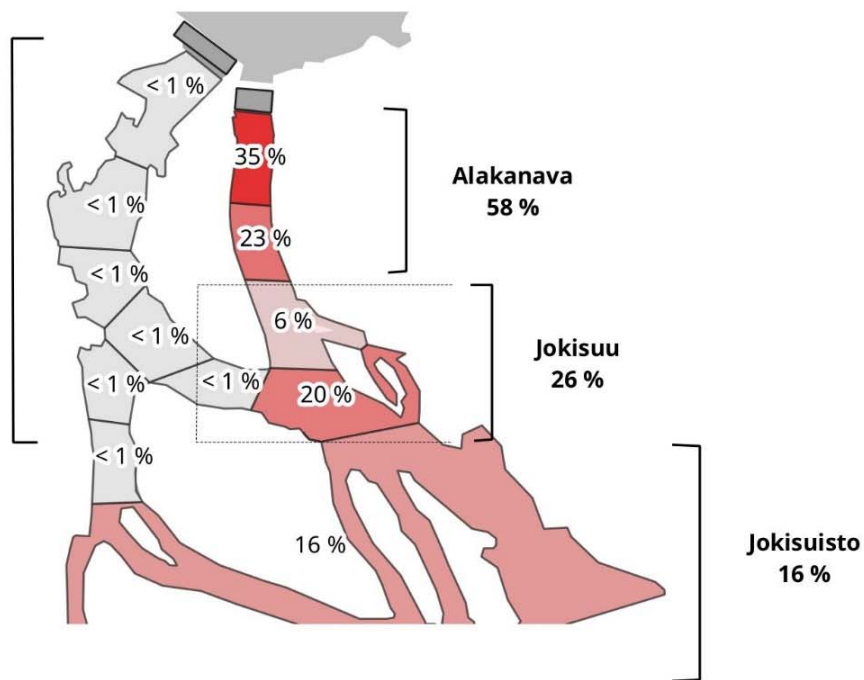 < 1 %
35 %
Alakanava
58 %
< 1 %
23 %
< 1 %
6 %
< 1 %
Jokisuu
26 %
< 1 %
< 1 %
20 %
< 1 %
16 %
Jokisuisto
16 %